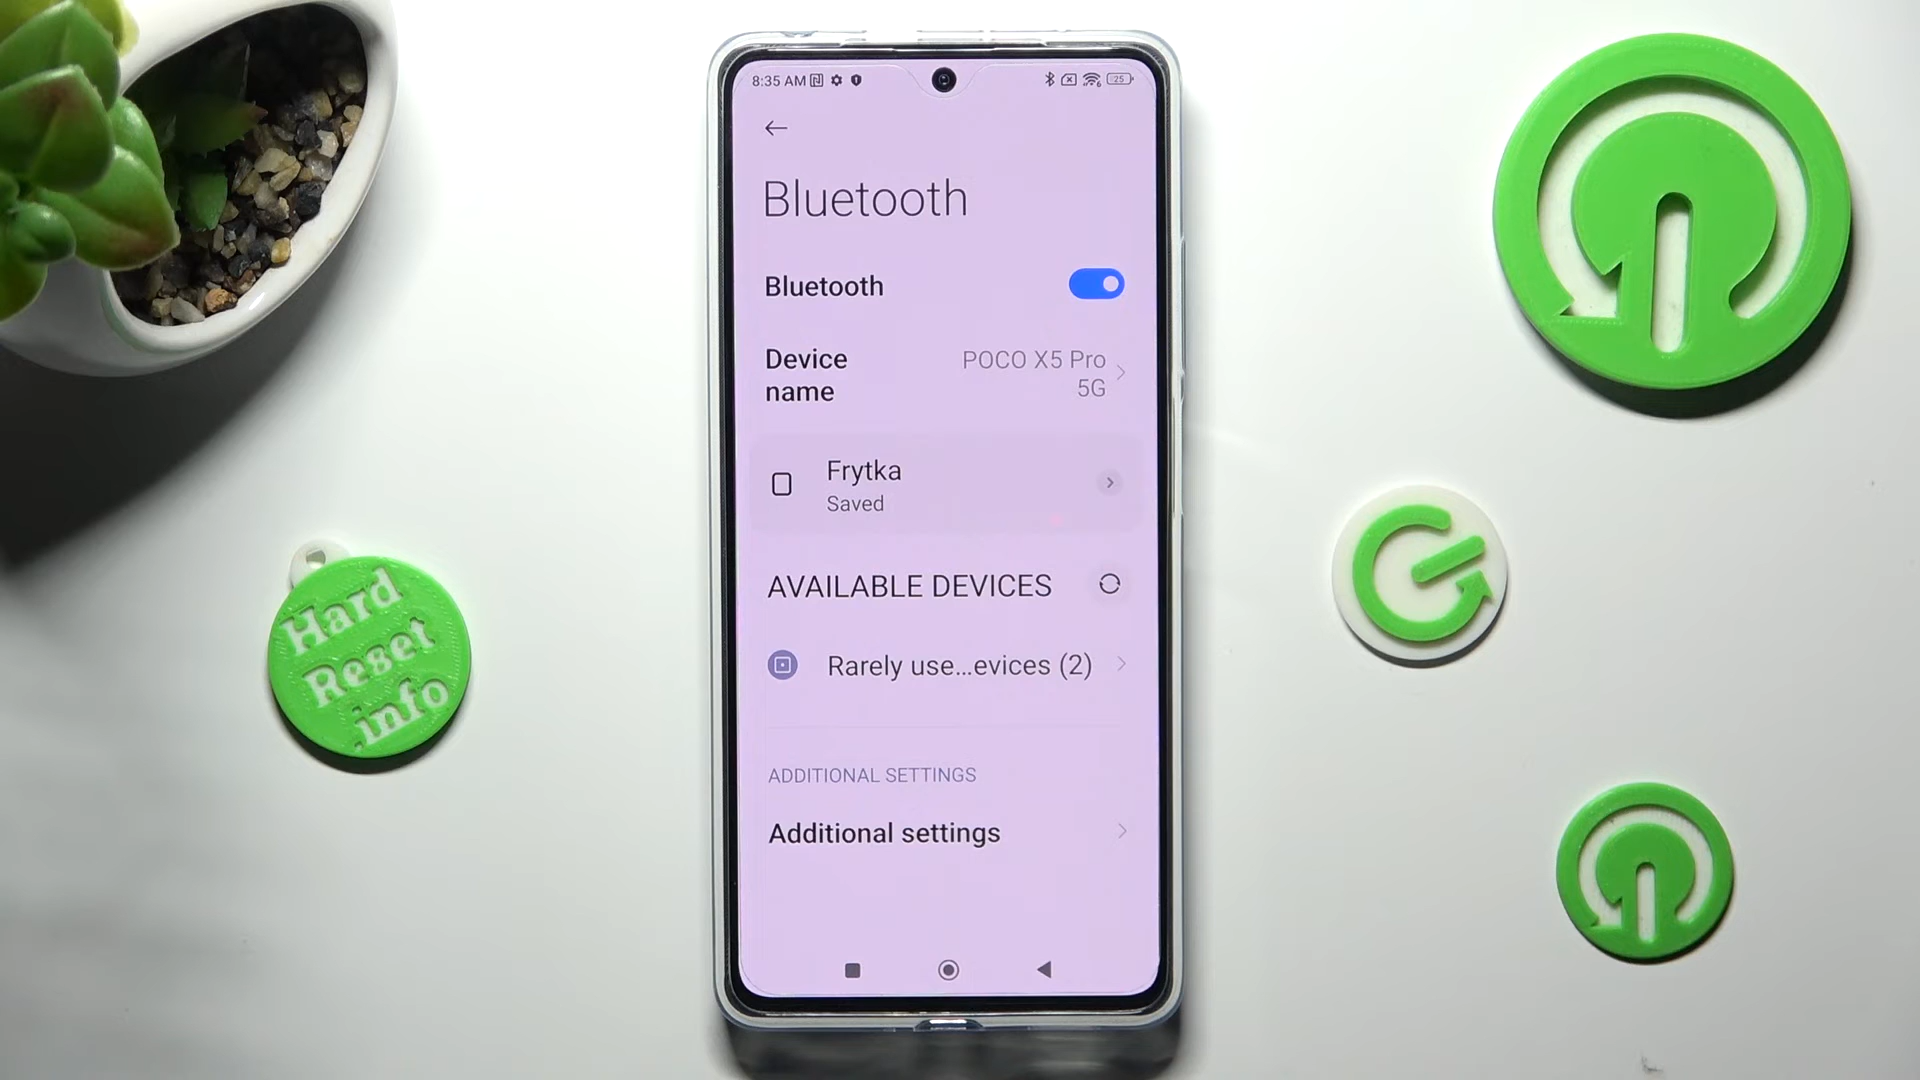 8:35 AM
25
Bluetooth
Bluetooth
Device name
POCO X5 Pro 5G
Frytka
Saved
AVAILABLE DEVICES
Rarely use...evices (2)
ADDITIONAL SETTINGS
Additional settings
Hard
Reset
.info